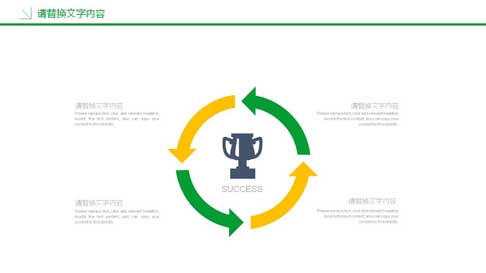 请替换文字内容
请替换文字内容
Please replace text, click add relevant headline,
modify the text content, also can copy your
content to this directly.
请替换文字内容
Please replace text, click add relevant headline,
modify the text content, also can copy your
content to this directly.
SUCCESS
请替换文字内容
Please replace text, click add relevant headline,
modify the text content, also can copy your
content to this directly.
请替换文字内容
Please replace text, click add relevant headline,
modify the text content, also can copy your
content to this directly.